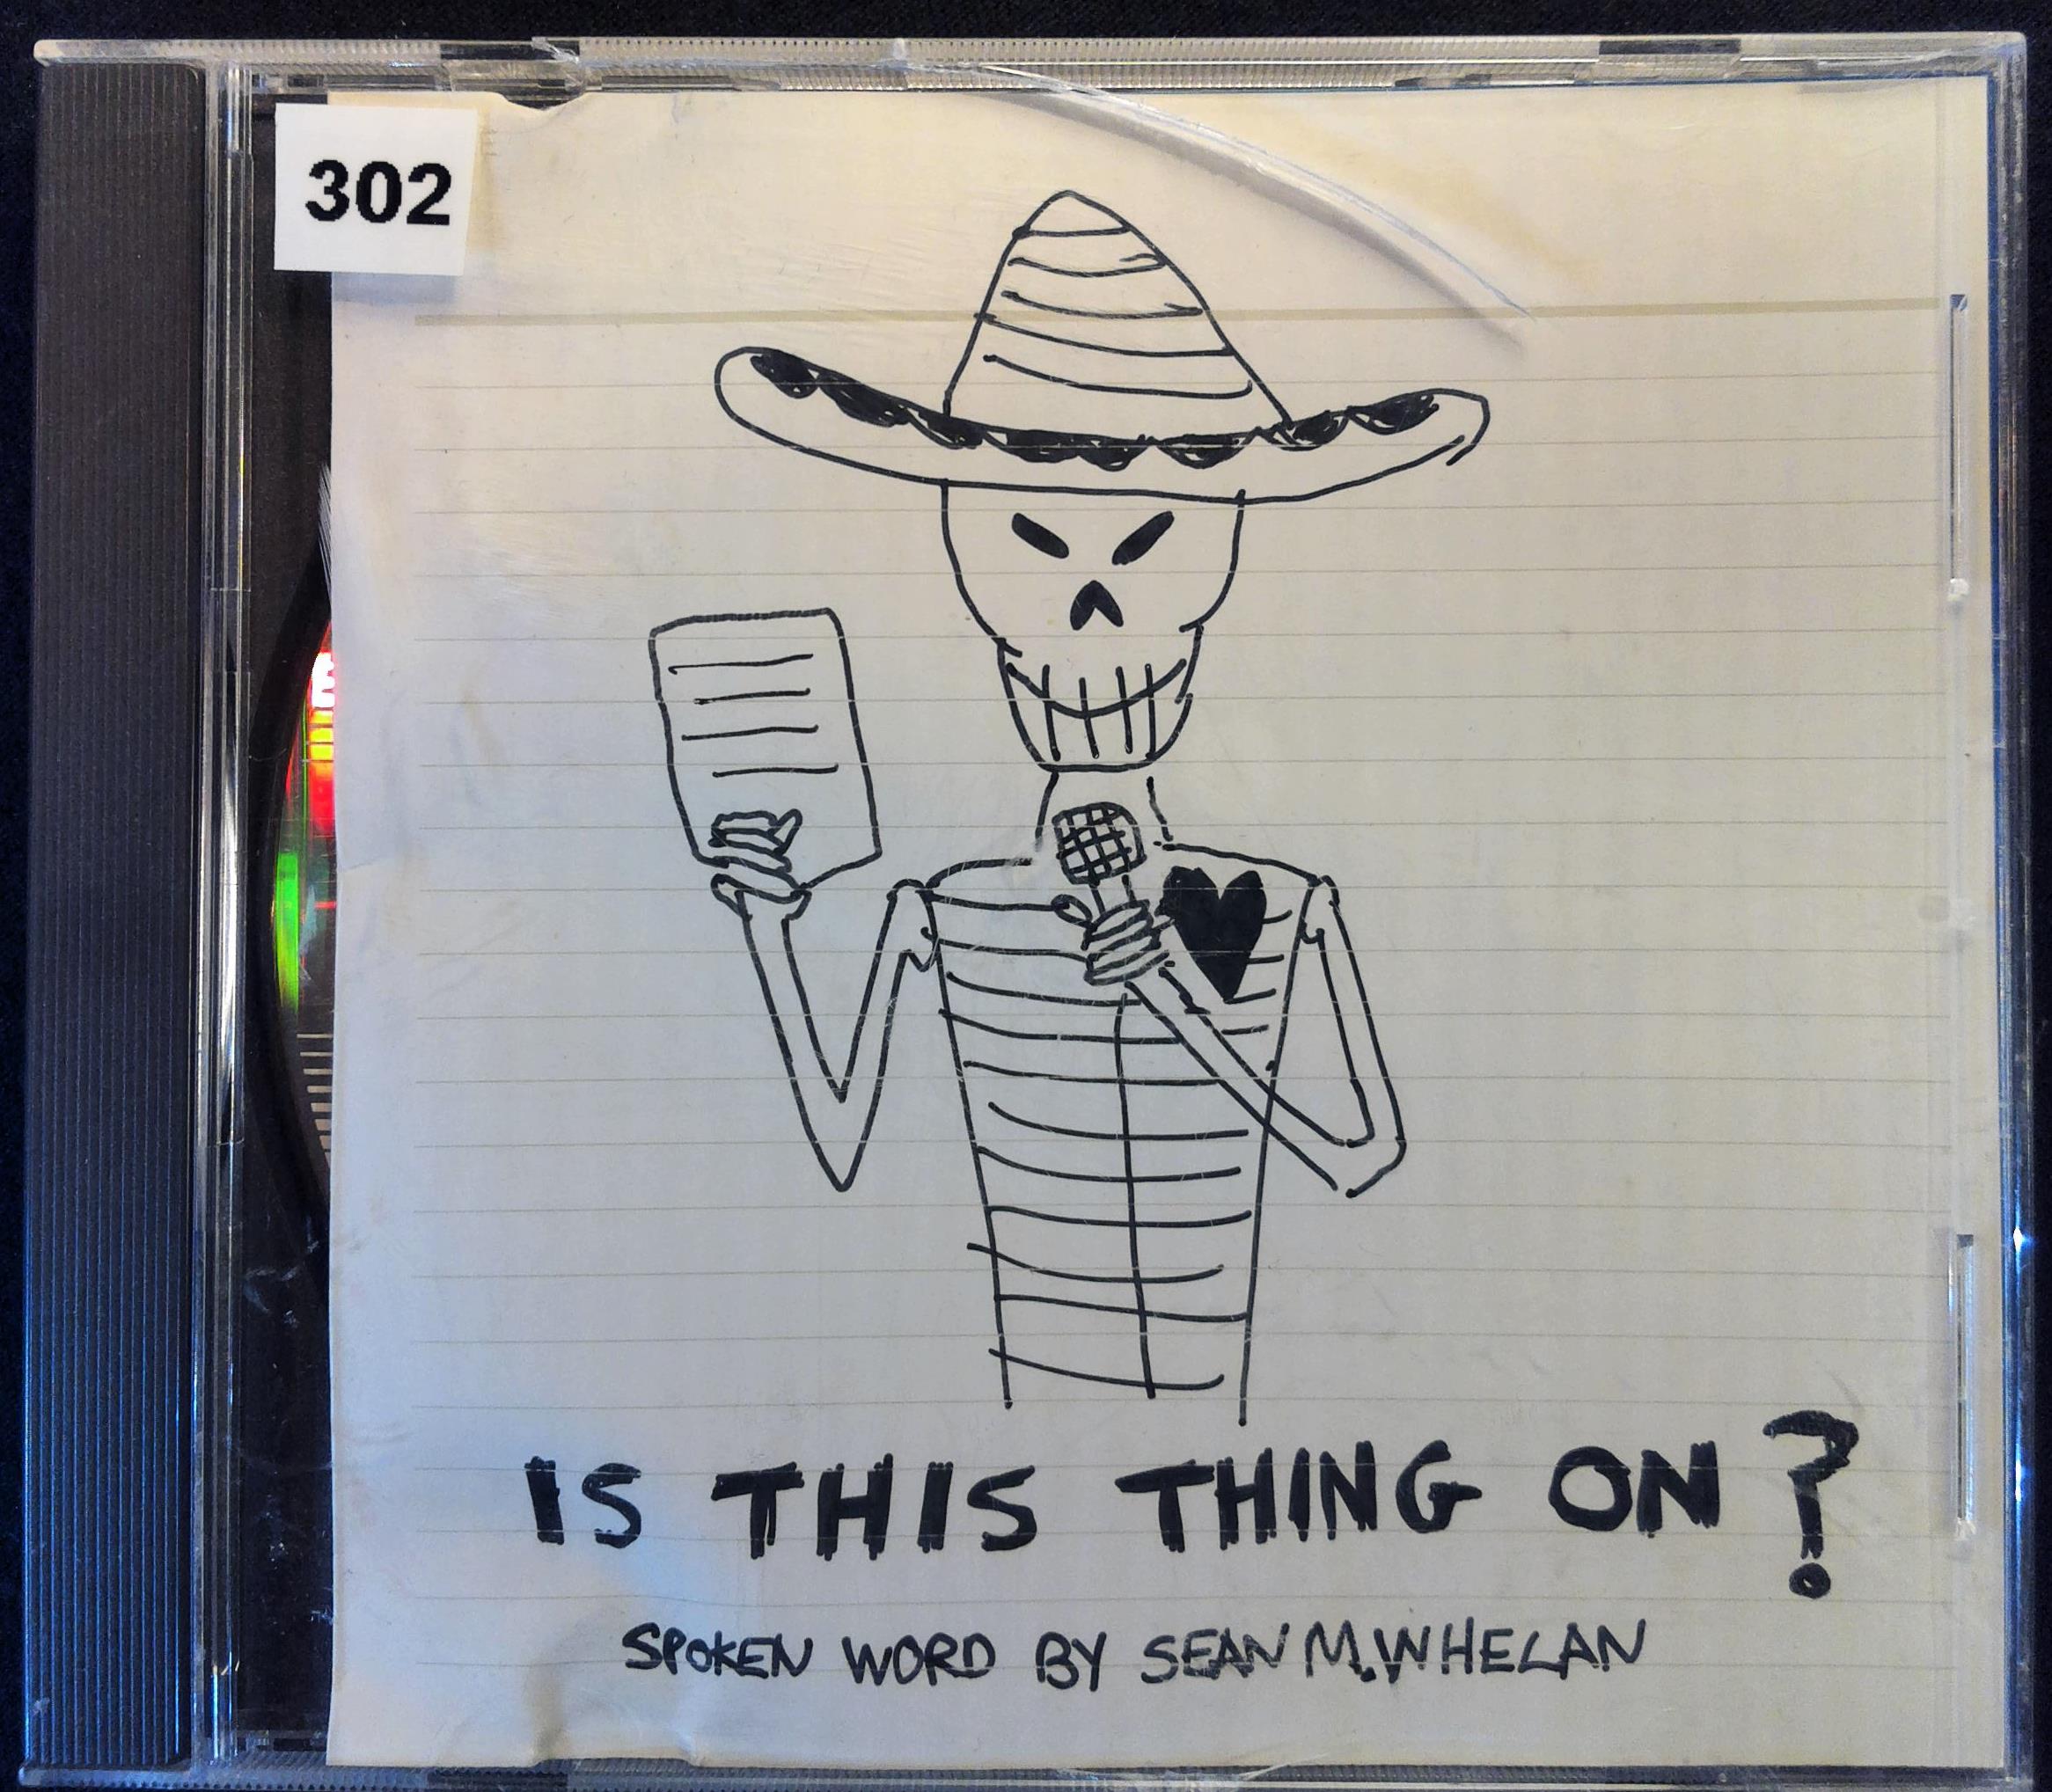 302
IS THIS THING ON?
SPOKEN WORD BY SEAN M. WHELAN